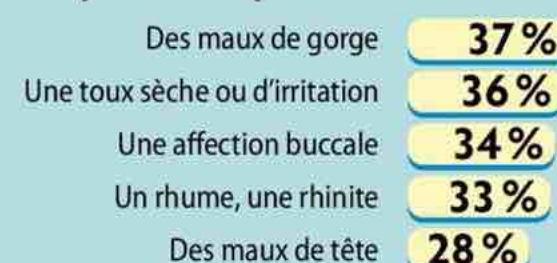 Des maux de gorge 37 %
Une toux sèche ou d'irritation 36 %
Une affection buccale 34 %
Un rhume, une rhinite 33 %
Des maux de tête 28 %